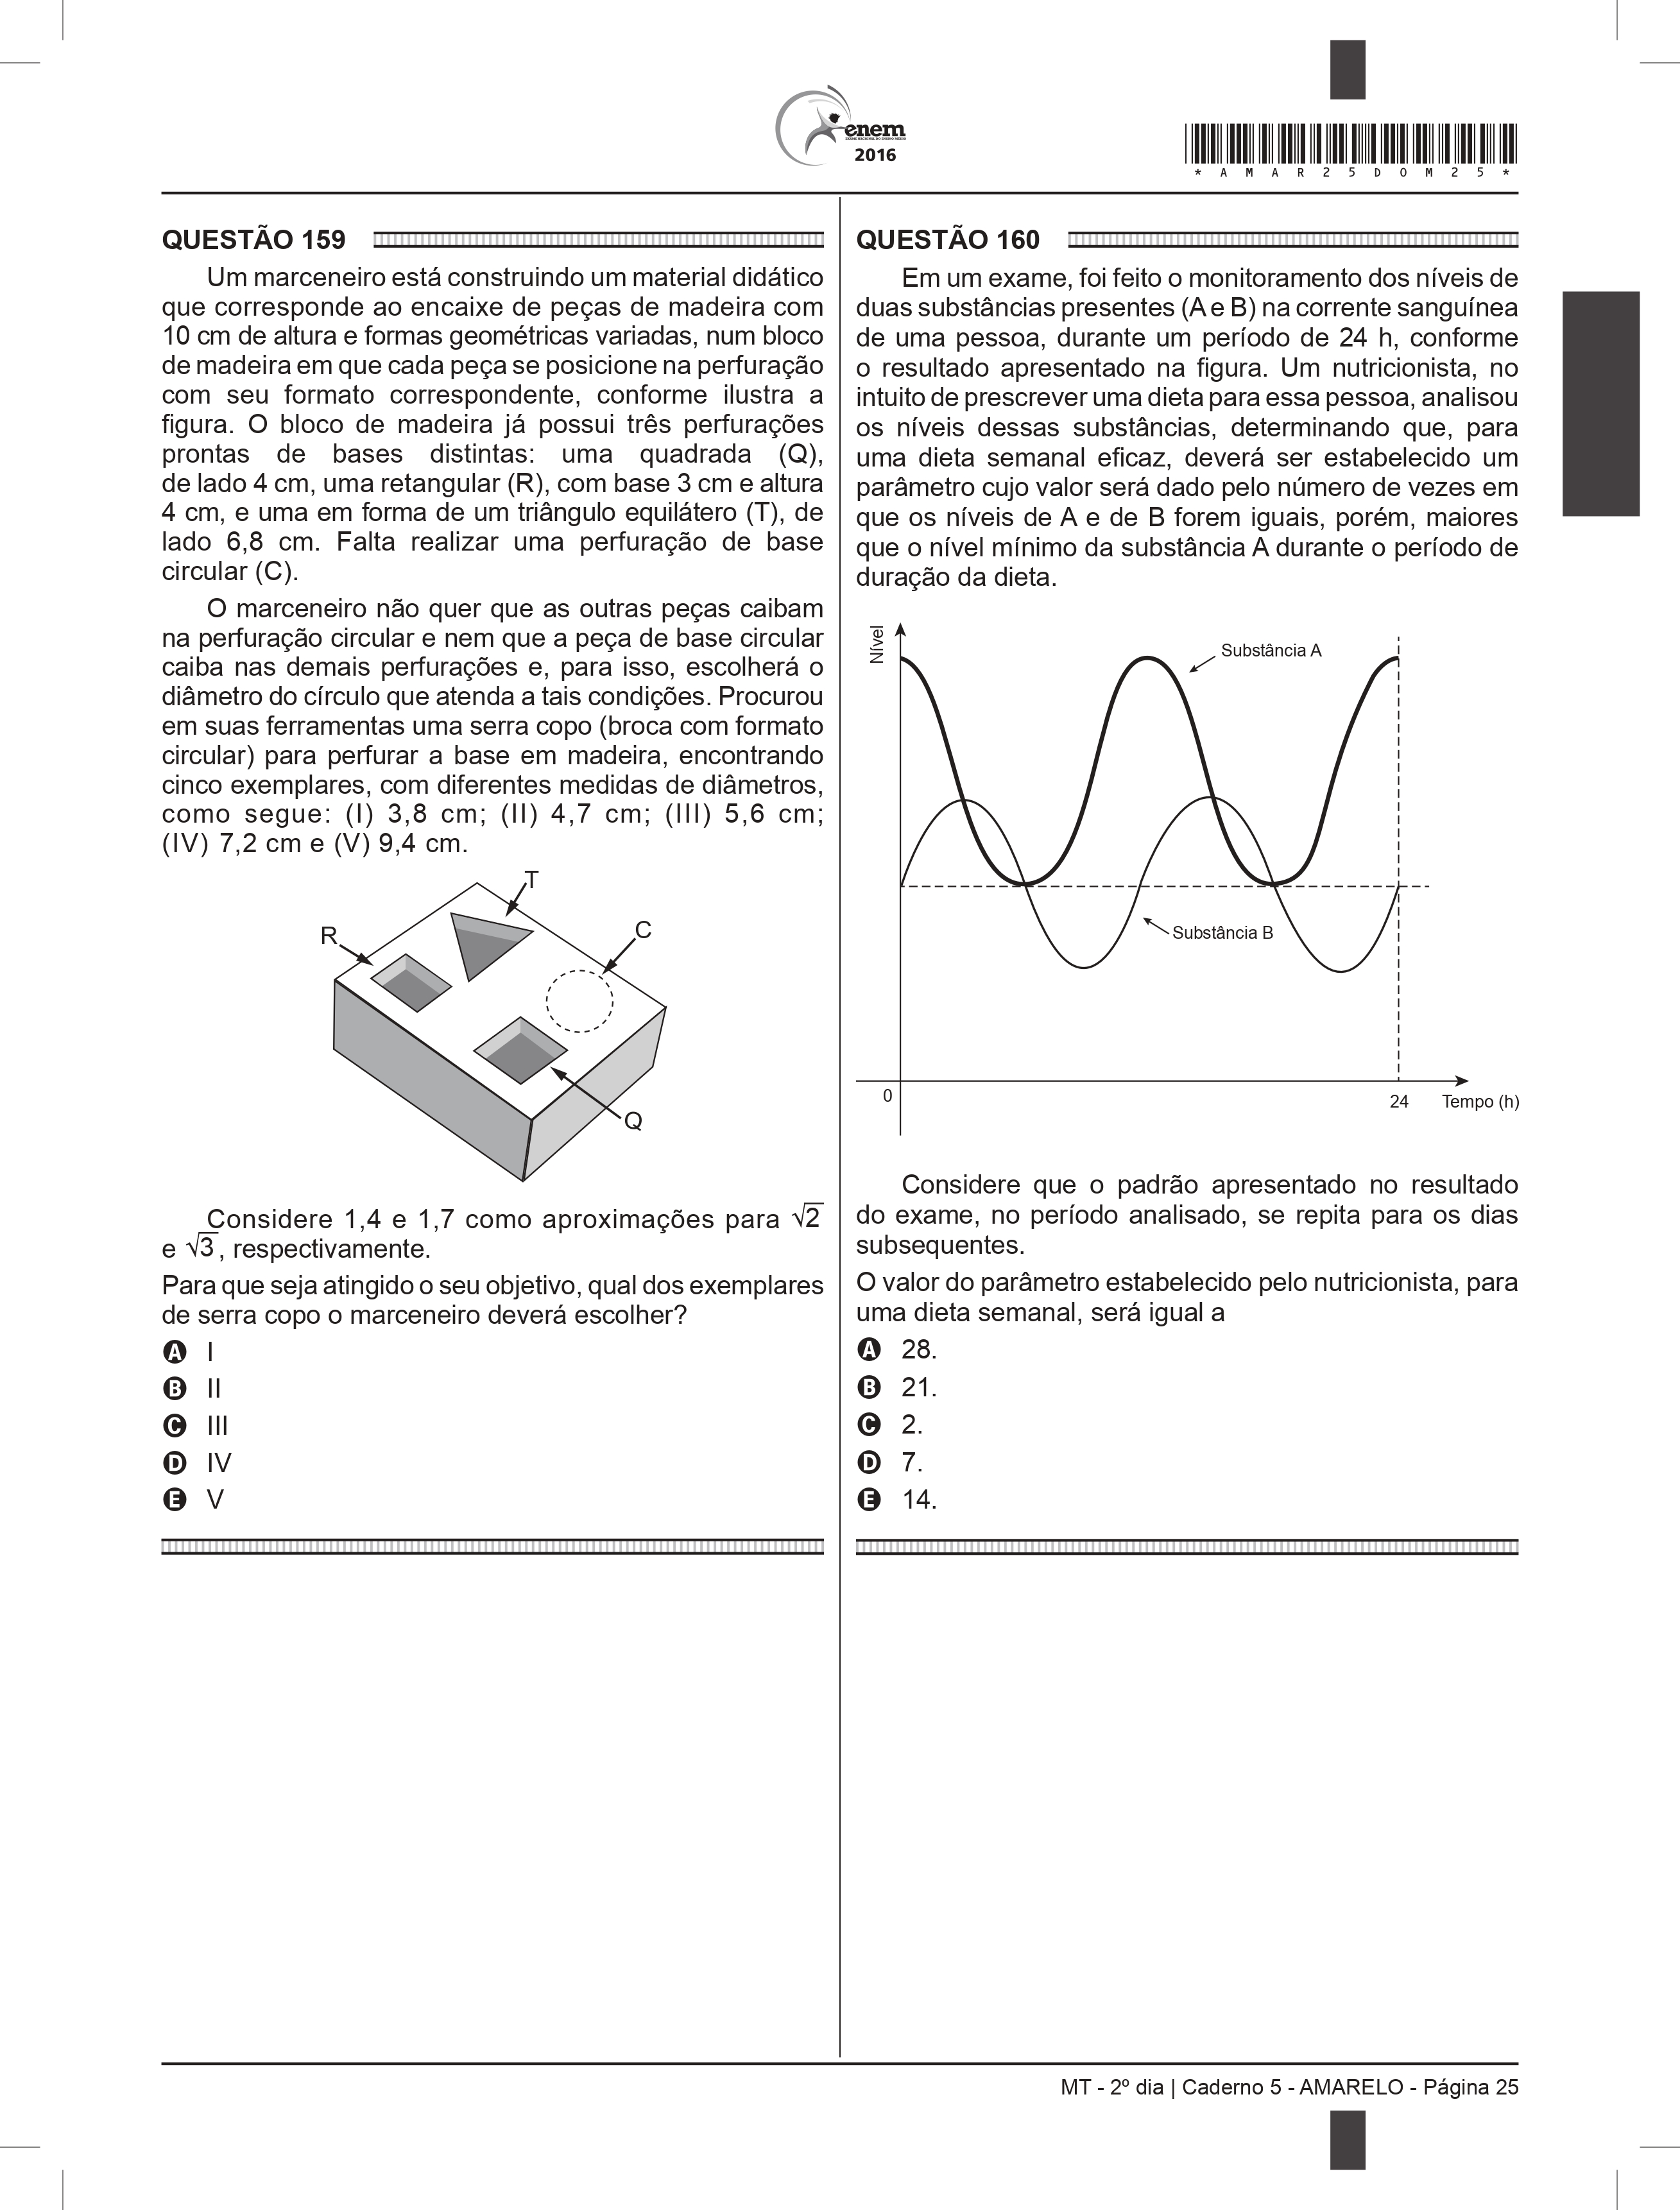 enem
EXAME NACIONAL DO ENSINO MÉDIO
2016
*AMAR25DOM25*
QUESTÃO 159
Um marceneiro está construindo um material didático
que corresponde ao encaixe de peças de madeira com
10 cm de altura e formas geométricas variadas, num bloco
de madeira em que cada peça se posicione na perfuração
com seu formato correspondente, conforme ilustra a
figura. O bloco de madeira já possui três perfurações
prontas de bases distintas: uma quadrada (Q),
de lado 4 cm, uma retangular (R), com base 3 cm e altura
4 cm, e uma em forma de um triângulo equilátero (T), de
lado 6,8 cm. Falta realizar uma perfuração de base
circular (C).
O marceneiro não quer que as outras peças caibam
na perfuração circular e nem que a peça de base circular
caiba nas demais perfurações e, para isso, escolherá o
diâmetro do círculo que atenda a tais condições. Procurou
em suas ferramentas uma serra copo (broca com formato
circular) para perfurar a base em madeira, encontrando
cinco exemplares, com diferentes medidas de diâmetros,
como segue: (I) 3,8 cm; (II) 4,7 cm; (III) 5,6 cm;
(IV) 7,2 cm e (V) 9,4 cm.
T
R
C
Q
Considere 1,4 e 1,7 como aproximações para √2
e √3, respectivamente.
Para que seja atingido o seu objetivo, qual dos exemplares
de serra copo o marceneiro deverá escolher?
A I
B II
C III
D IV
E V
QUESTÃO 160
Em um exame, foi feito o monitoramento dos níveis de
duas substâncias presentes (A e B) na corrente sanguínea
de uma pessoa, durante um período de 24 h, conforme
o resultado apresentado na figura. Um nutricionista, no
intuito de prescrever uma dieta para essa pessoa, analisou
os níveis dessas substâncias, determinando que, para
uma dieta semanal eficaz, deverá ser estabelecido um
parâmetro cujo valor será dado pelo número de vezes em
que os níveis de A e de B forem iguais, porém, maiores
que o nível mínimo da substância A durante o período de
duração da dieta.
Nível
Substância A
Substância B
0
24
Tempo (h)
Considere que o padrão apresentado no resultado
do exame, no período analisado, se repita para os dias
subsequentes.
O valor do parâmetro estabelecido pelo nutricionista, para
uma dieta semanal, será igual a
A 28.
B 21.
C 2.
D 7.
E 14.
MT - 2º dia | Caderno 5 - AMARELO - Página 25